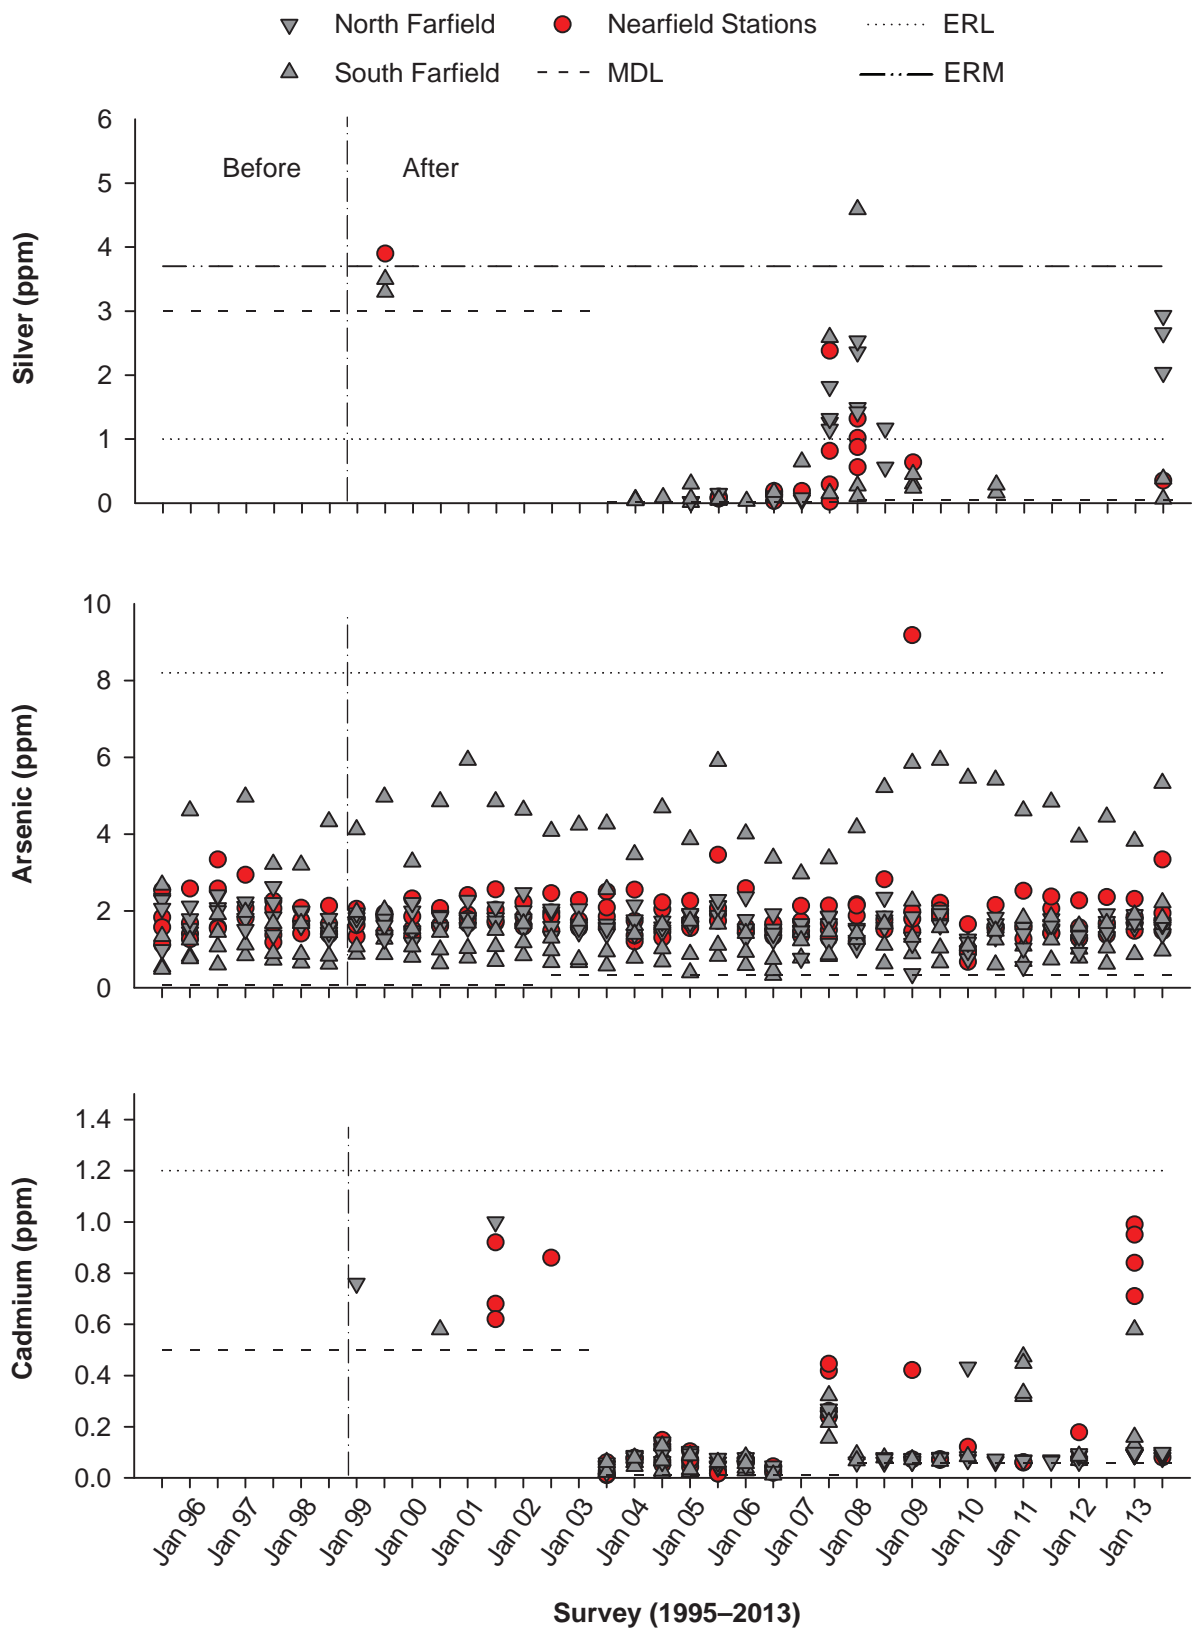 North Farfield Nearfield Stations ERL
South Farfield MDL ERM
6
5
4
3
2
1
0
Silver (ppm)
Before After
10
8
6
4
2
0
Arsenic (ppm)
1.4
1.2
1.0
0.8
0.6
0.4
0.2
0.0
Cadmium (ppm)
Jan 96 Jan 97 Jan 98 Jan 99 Jan 00 Jan 01 Jan 02 Jan 03 Jan 04 Jan 05 Jan 06 Jan 07 Jan 08 Jan 09 Jan 10 Jan 11 Jan 12 Jan 13
Survey (1995–2013)